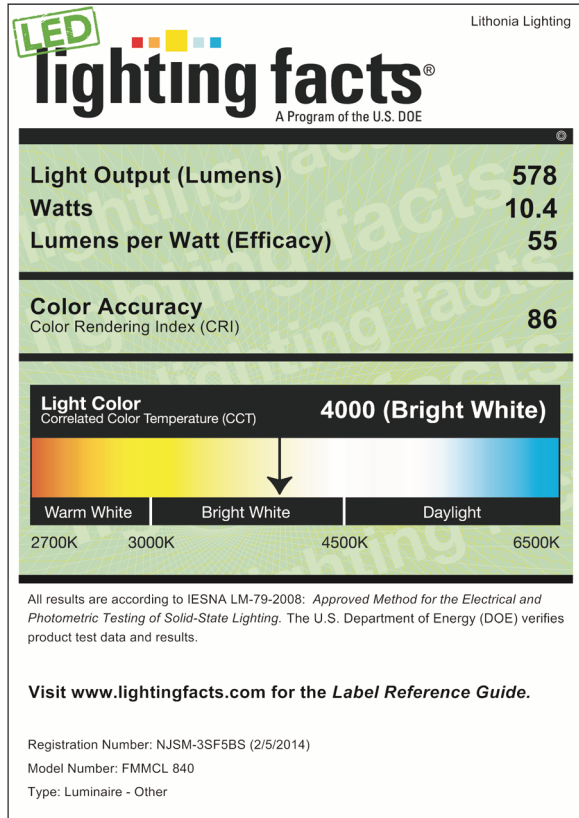 Lithonia Lighting
LED
lighting facts®
A Program of the U.S. DOE
Light Output (Lumens) 578
Watts 10.4
Lumens per Watt (Efficacy) 55
Color Accuracy
Color Rendering Index (CRI) 86
Light Color
Correlated Color Temperature (CCT) 4000 (Bright White)
Warm White Bright White Daylight
2700K 3000K 4500K 6500K
All results are according to IESNA LM-79-2008: Approved Method for the Electrical and
Photometric Testing of Solid-State Lighting. The U.S. Department of Energy (DOE) verifies
product test data and results.
Visit www.lightingfacts.com for the Label Reference Guide.
Registration Number: NJSM-3SF5BS (2/5/2014)
Model Number: FMMCL 840
Type: Luminaire - Other